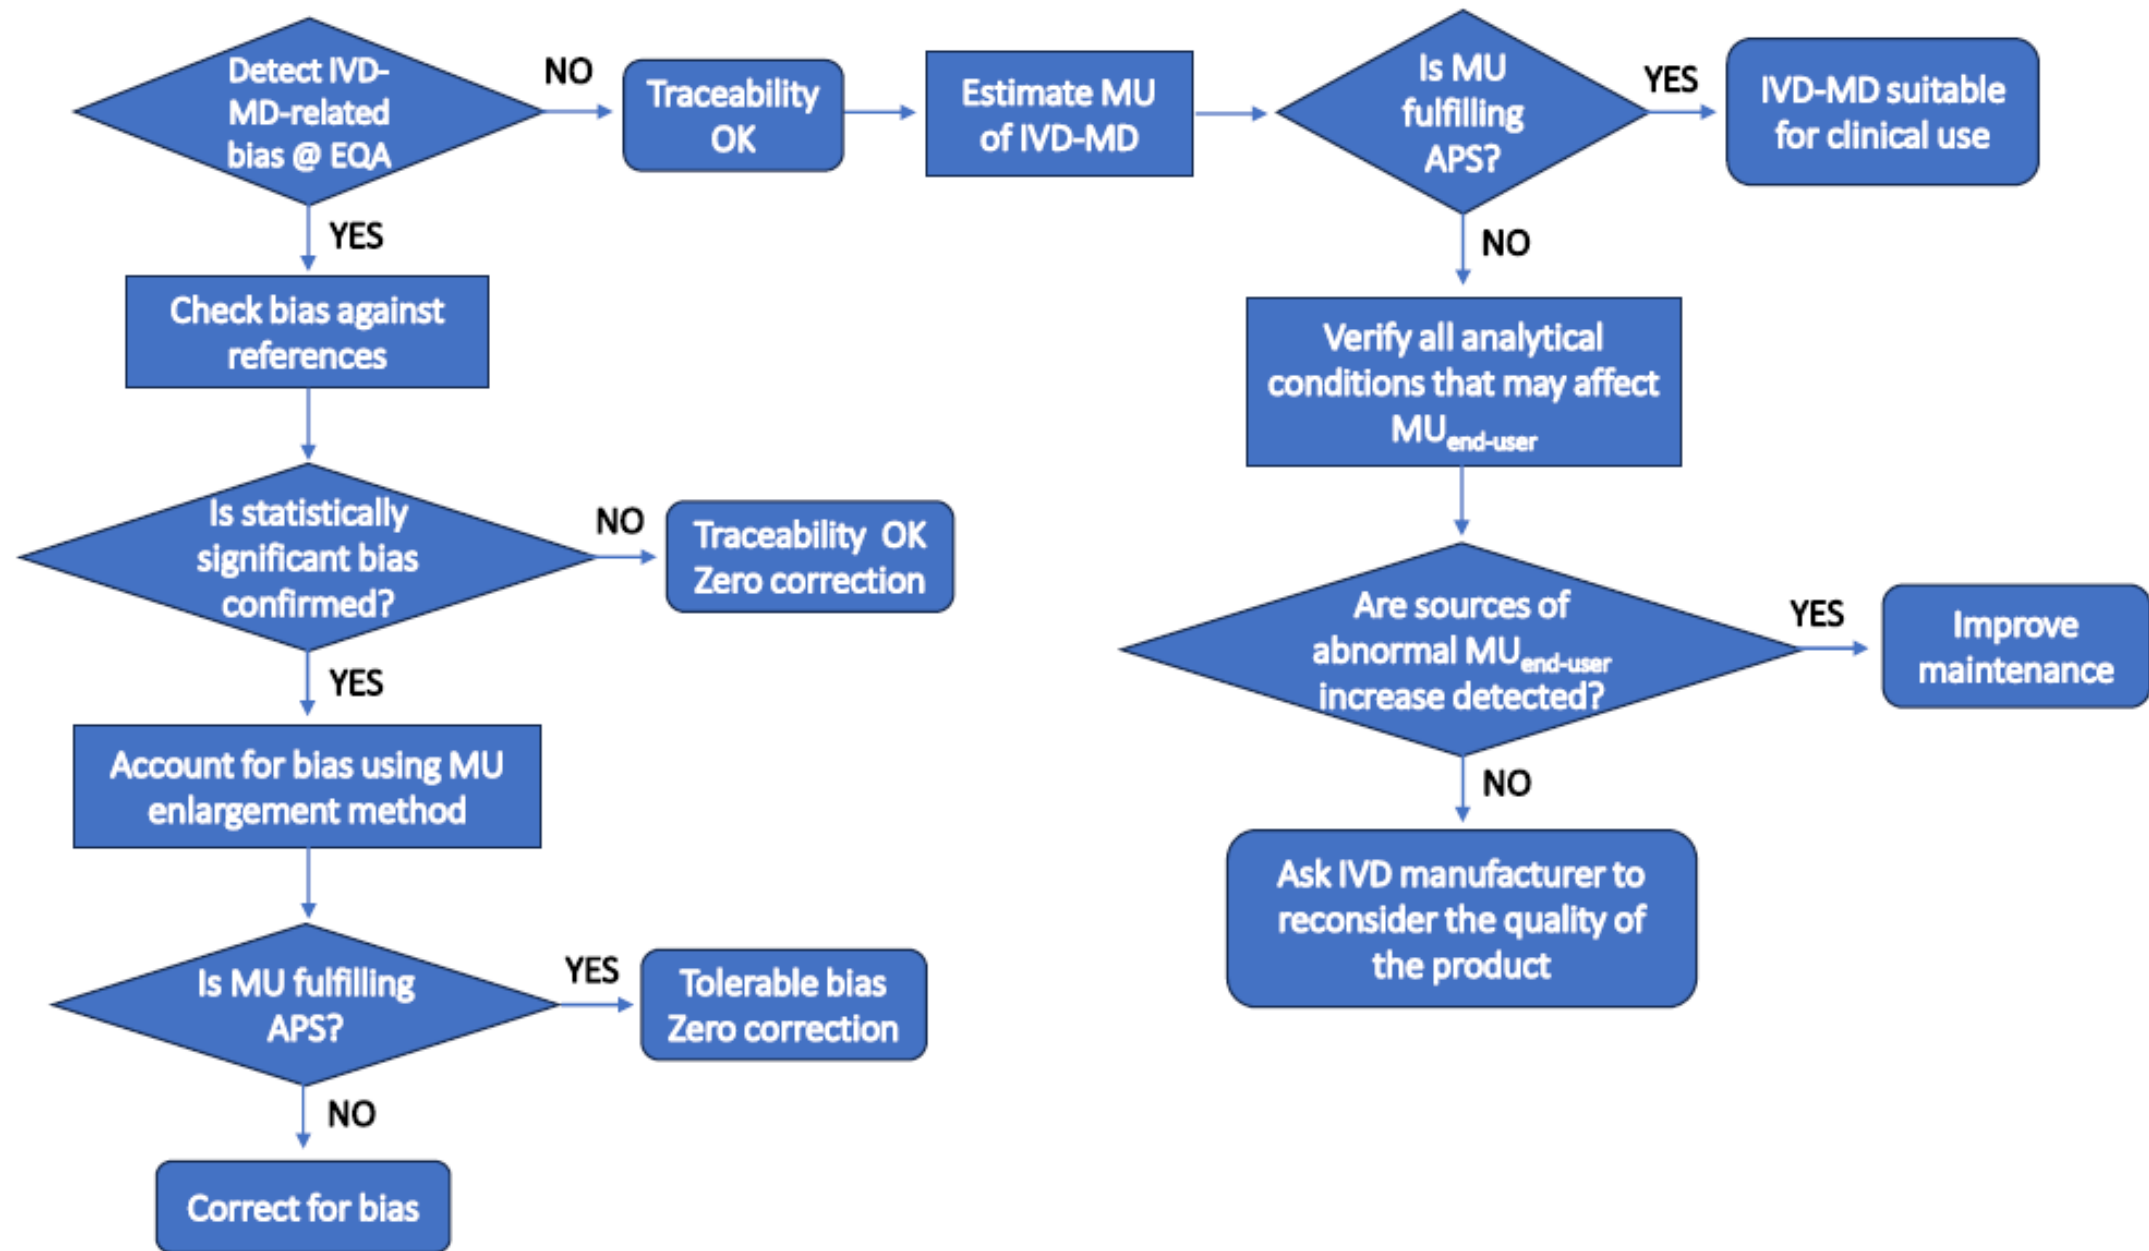 Detect IVD-
MD-related
bias @ EQA
NO
Traceability
OK
Estimate MU
of IVD-MD
Is MU
fulfilling
APS?
YES
IVD-MD suitable
for clinical use
YES
NO
Check bias against
references
Verify all analytical
conditions that may affect
MUend-user
Is statistically
significant bias
confirmed?
NO
Traceability OK
Zero correction
Are sources of
abnormal MUend-user
increase detected?
YES
Improve
maintenance
YES
NO
Account for bias using MU
enlargement method
Ask IVD manufacturer to
reconsider the quality of
the product
Is MU fulfilling
APS?
YES
Tolerable bias
Zero correction
NO
Correct for bias